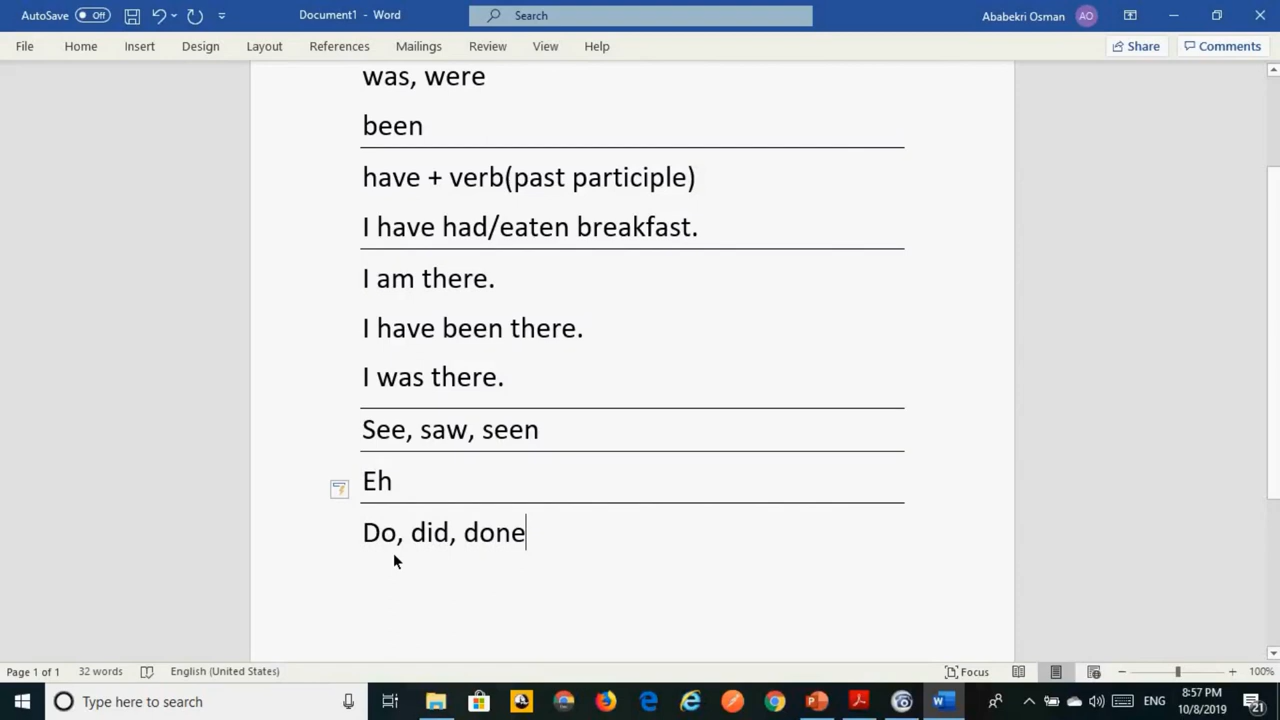 AutoSave Off Document1 - Word Search Ababekri Osman AO
File Home Insert Design Layout References Mailings Review View Help Share Comments
was, were
been
have + verb(past participle)
I have had/eaten breakfast.
I am there.
I have been there.
I was there.
See, saw, seen
Eh
Do, did, done
Page 1 of 1 32 words English (United States) Focus 100%
Type here to search ENG 8:57 PM
10/8/2019 21